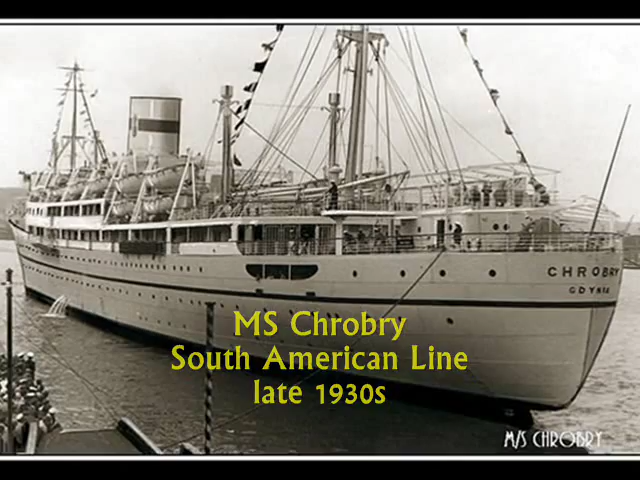 CHROBRY
GDYNIA
MS Chrobry
South American Line
late 1930s
M/S CHROBRY